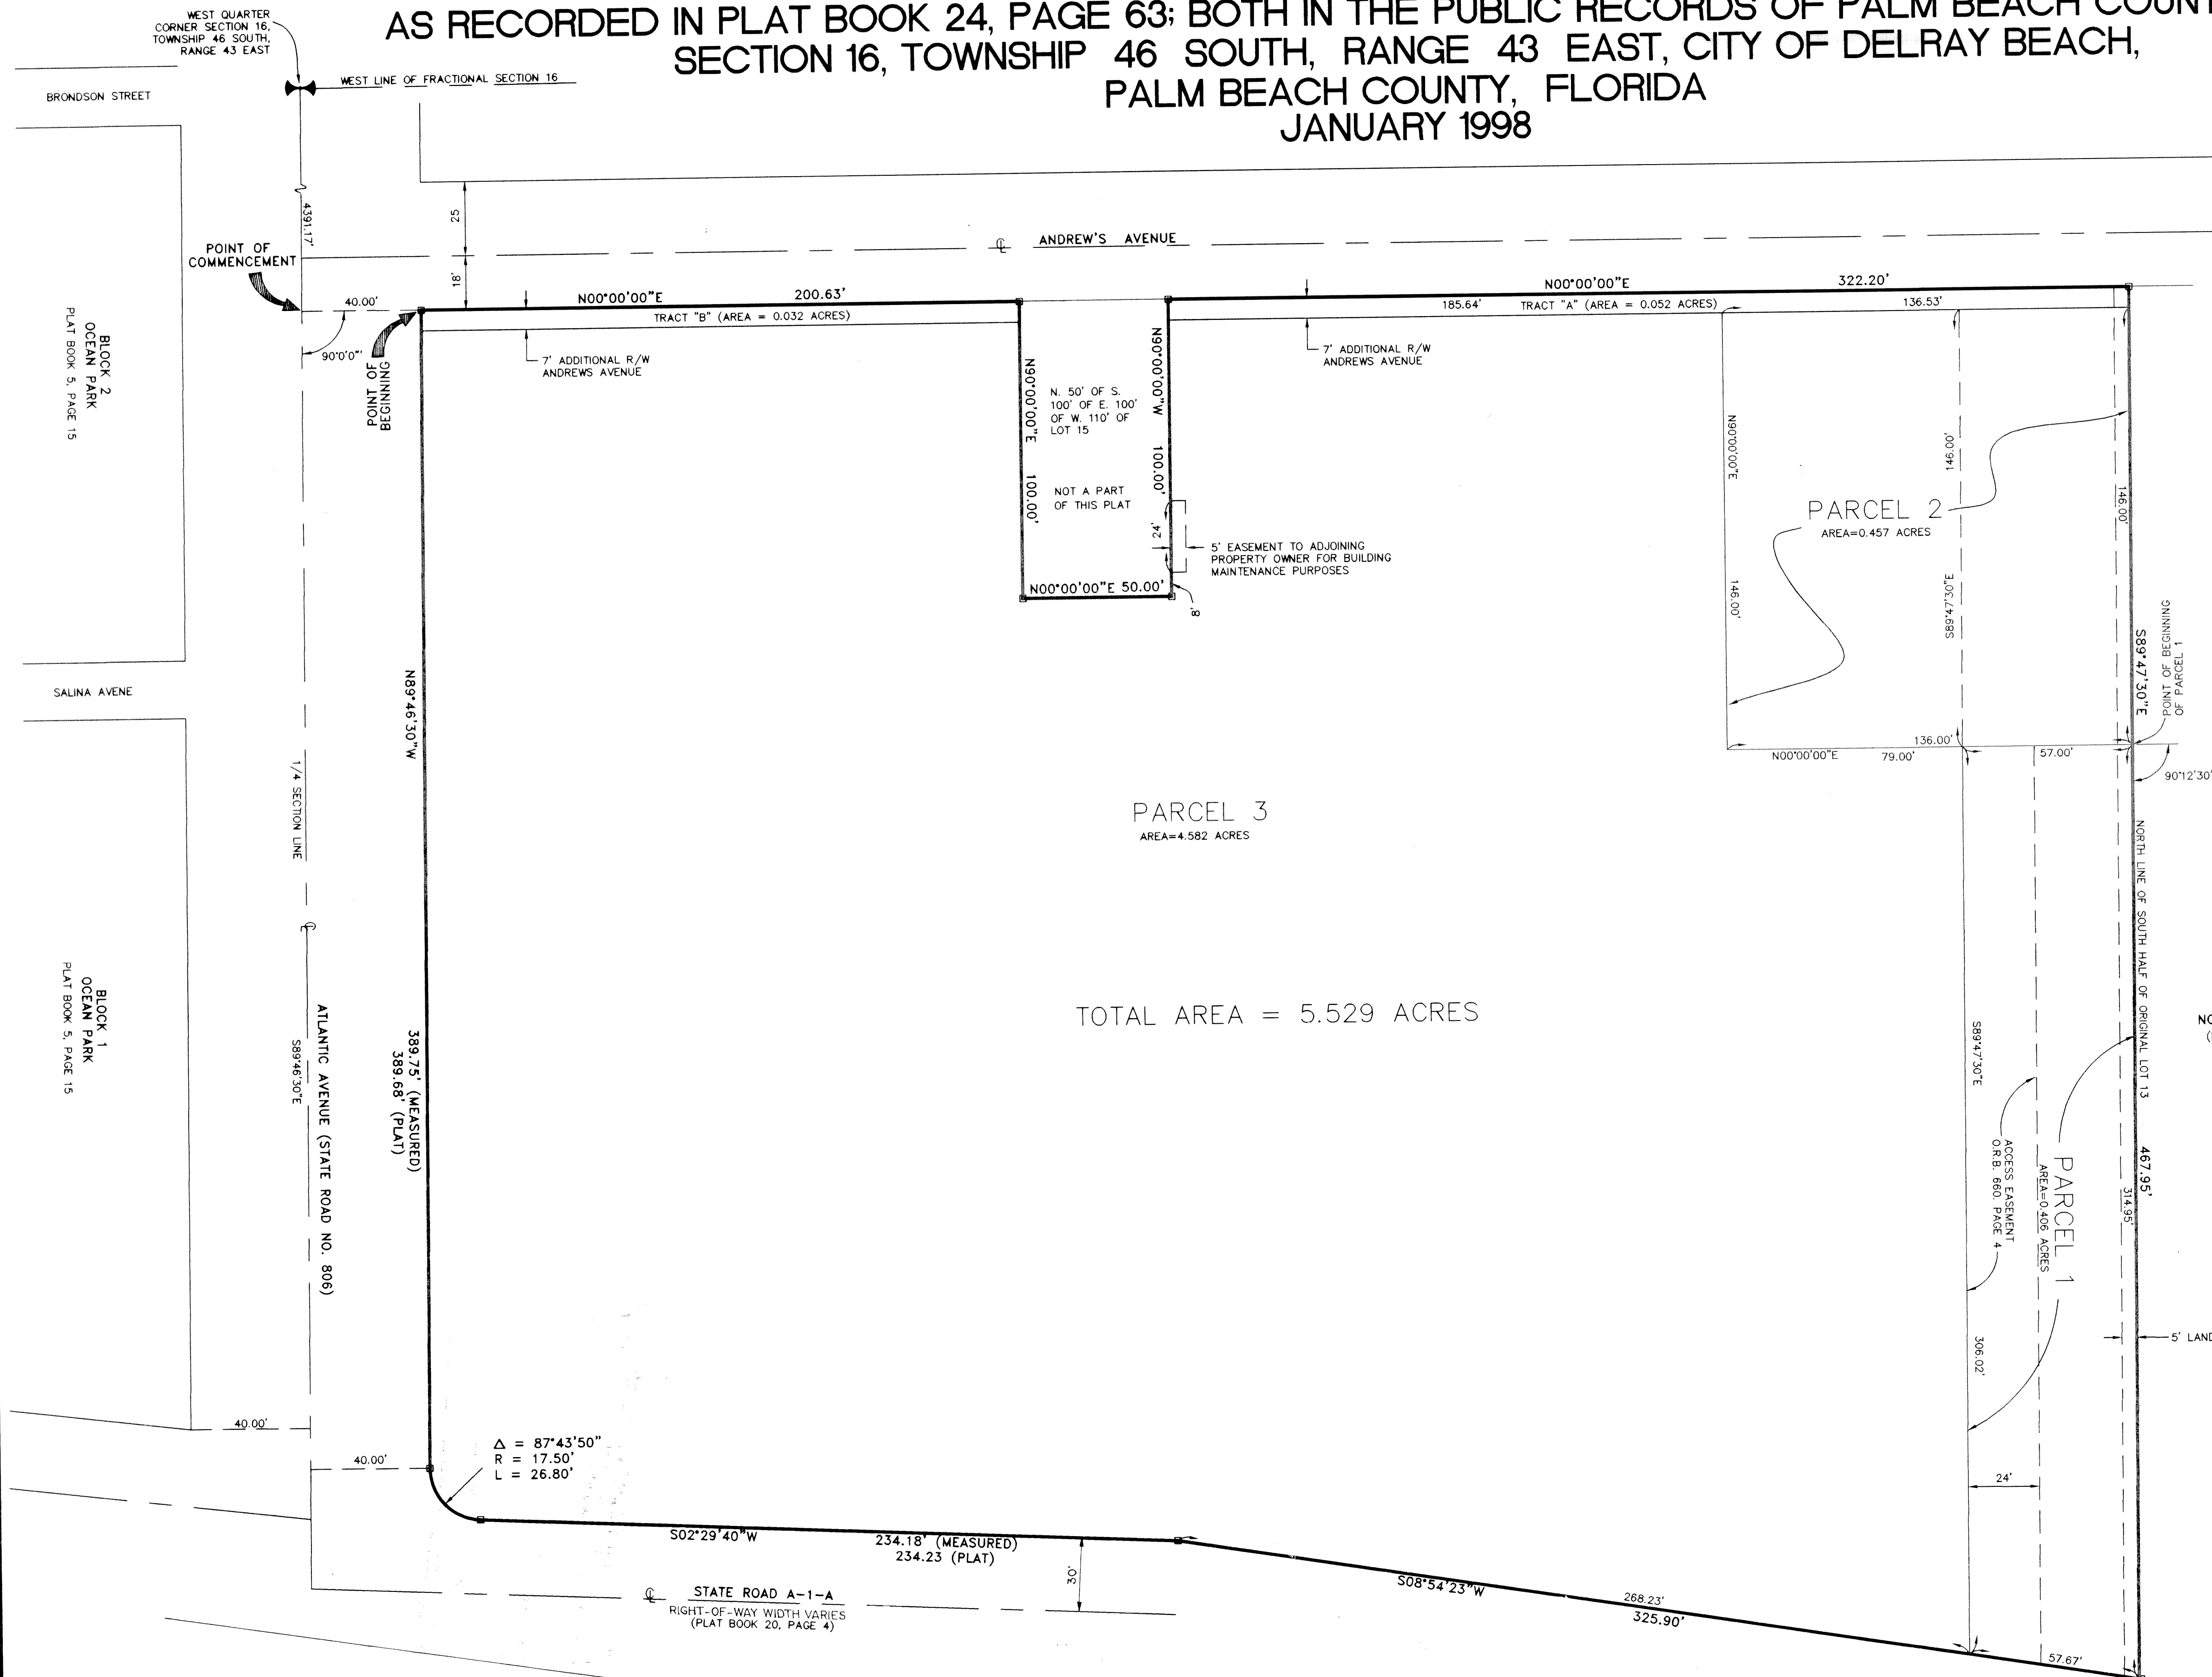 AS RECORDED IN PLAT BOOK 24, PAGE 63; BOTH IN THE PUBLIC RECORDS OF PALM BEACH
SECTION 16, TOWNSHIP 46 SOUTH, RANGE 43 EAST, CITY OF DELRAY BEACH,
PALM BEACH COUNTY, FLORIDA
JANUARY 1998
WEST QUARTER
CORNER SECTION 16,
TOWNSHIP 46 SOUTH,
RANGE 43 EAST
WEST LINE OF FRACTIONAL SECTION 16
BRONDSON STREET
4391.17'
25
18'
POINT OF
COMMENCEMENT
40.00'
90°0'0"
POINT OF
BEGINNING
℄ ANDREW'S AVENUE
N00°00'00"E 200.63'
TRACT "B" (AREA = 0.032 ACRES)
7' ADDITIONAL R/W
ANDREWS AVENUE
N00°00'00"E 322.20'
185.64' TRACT "A" (AREA = 0.052 ACRES) 136.53'
7' ADDITIONAL R/W
ANDREWS AVENUE
N90°00'00"E 100.00'
N. 50' OF S.
100' OF E. 100'
OF W. 110' OF
LOT 15
NOT A PART
OF THIS PLAT
N90°00'00"W 100.00'
24'
5' EASEMENT TO ADJOINING
PROPERTY OWNER FOR BUILDING
MAINTENANCE PURPOSES
N00°00'00"E 50.00'
8'
BLOCK 2
OCEAN PARK
PLAT BOOK 5, PAGE 15
SALINA AVENE
BLOCK 1
OCEAN PARK
PLAT BOOK 5, PAGE 15
1/4 SECTION LINE
℄
S89°46'30"E
ATLANTIC AVENUE (STATE ROAD NO. 806)
N89°46'30"W
389.75' (MEASURED)
389.68' (PLAT)
N90°00'00"E
146.00'
146.00'
S89°47'30"E
146.00'
PARCEL 2
AREA=0.457 ACRES
S89°47'30"E
POINT OF BEGINNING
OF PARCEL 1
136.00'
N00°00'00"E 79.00'
57.00'
90°12'30"
PARCEL 3
AREA=4.582 ACRES
TOTAL AREA = 5.529 ACRES
NORTH LINE OF SOUTH HALF OF ORIGINAL LOT 13
467.95'
314.95'
S89°47'30"E
306.02'
ACCESS EASEMENT
O.R.B. 660. PAGE 4
PARCEL 1
AREA=0.406 ACRES
5'
24'
40.00'
40.00'
Δ = 87°43'50"
R = 17.50'
L = 26.80'
S02°29'40"W
234.18' (MEASURED)
234.23 (PLAT)
30'
℄ STATE ROAD A-1-A
RIGHT-OF-WAY WIDTH VARIES
(PLAT BOOK 20, PAGE 4)
S08°54'23"W
268.23'
325.90'
57.67'